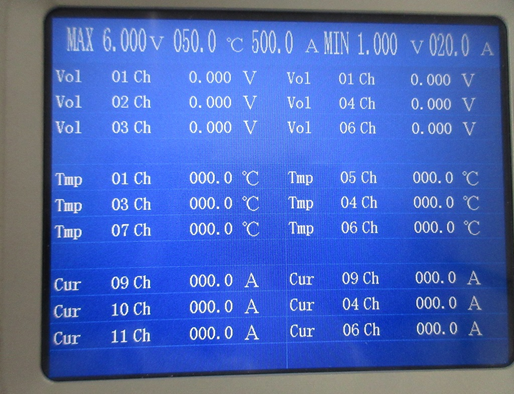 MAX 6.000V 050.0 ℃ 500.0 A MIN 1.000 V 020.0 A
Vol 01 Ch 0.000 V Vol 01 Ch 0.000 V
Vol 02 Ch 0.000 V Vol 04 Ch 0.000 V
Vol 03 Ch 0.000 V Vol 06 Ch 0.000 V
Tmp 01 Ch 000.0 ℃ Tmp 05 Ch 000.0 ℃
Tmp 03 Ch 000.0 ℃ Tmp 04 Ch 000.0 ℃
Tmp 07 Ch 000.0 ℃ Tmp 06 Ch 000.0 ℃
Cur 09 Ch 000.0 A Cur 09 Ch 000.0 A
Cur 10 Ch 000.0 A Cur 04 Ch 000.0 A
Cur 11 Ch 000.0 A Cur 06 Ch 000.0 A